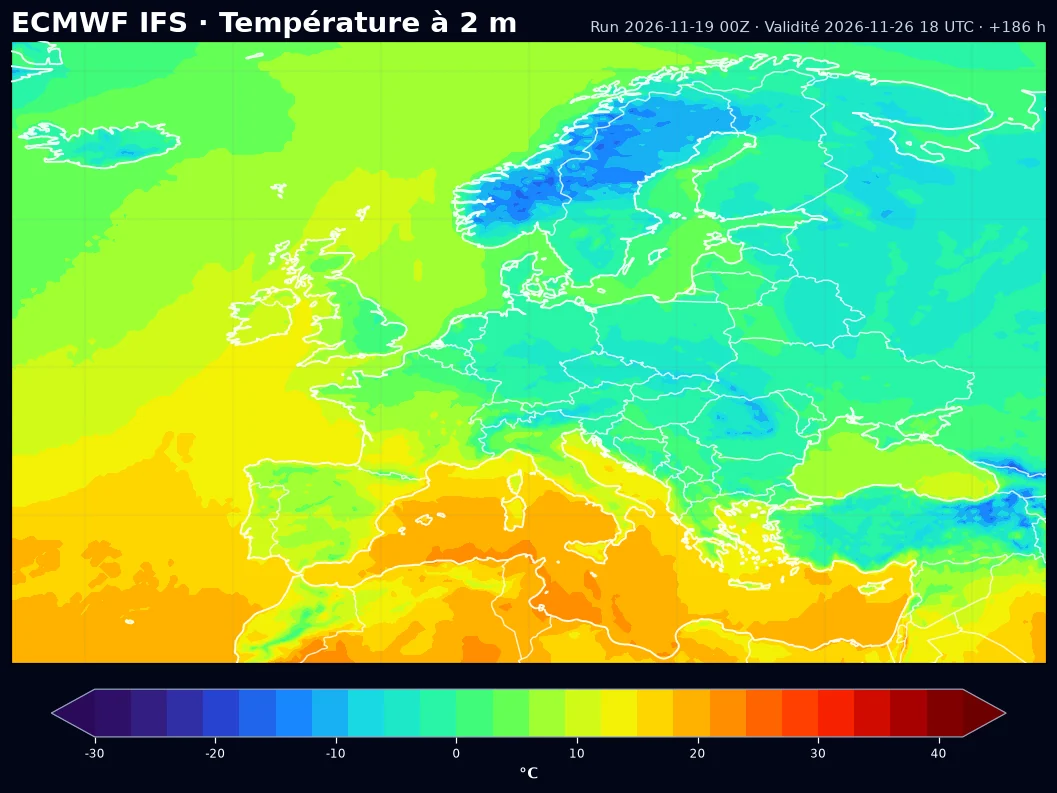 ECMWF IFS · Température à 2 m
Run 2026-11-19 00Z · Validité 2026-11-26 18 UTC · +186 h
-30 -20 -10 0 10 20 30 40
°C